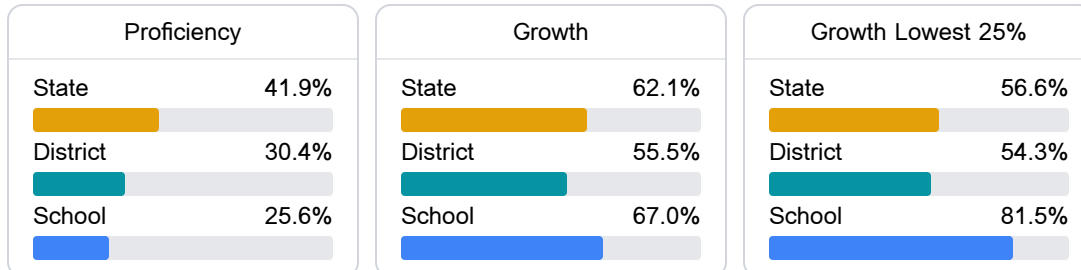 Proficiency
State 41.9%
District 30.4%
School 25.6%
Growth
State 62.1%
District 55.5%
School 67.0%
Growth Lowest 25%
State 56.6%
District 54.3%
School 81.5%